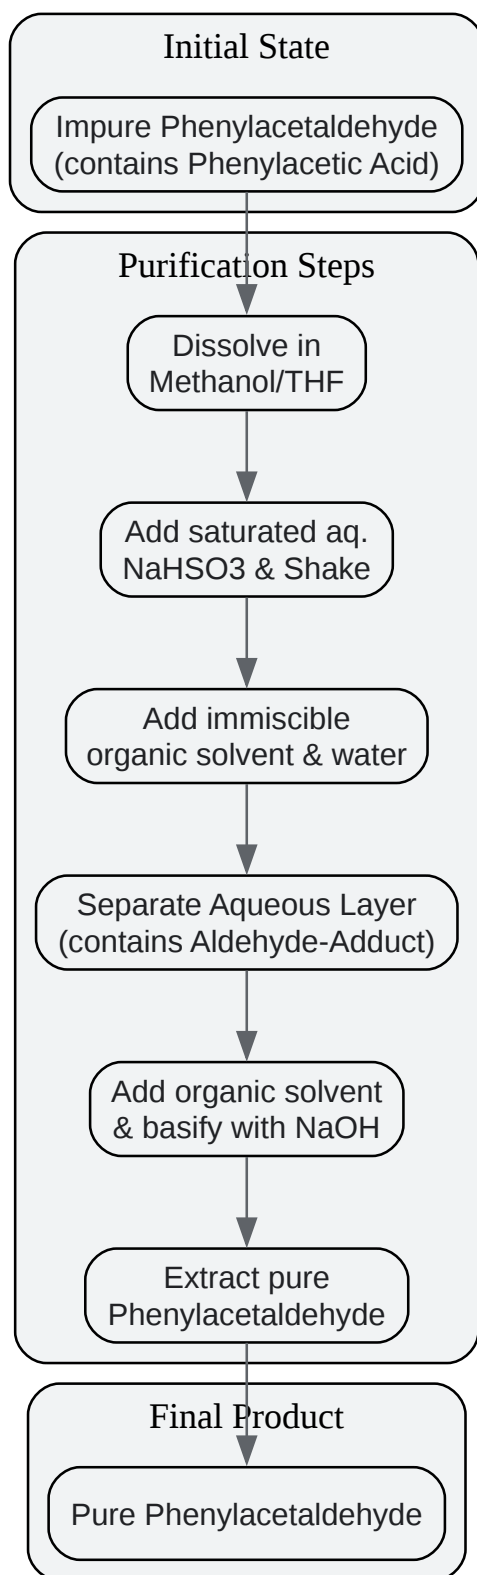 Initial State
Impure Phenylacetaldehyde
(contains Phenylacetic Acid)
Purification Steps
Dissolve in
Methanol/THF
Add saturated aq.
NaHSO3 & Shake
Add immiscible
organic solvent & water
Separate Aqueous Layer
(contains Aldehyde-Adduct)
Add organic solvent
& basify with NaOH
Extract pure
Phenylacetaldehyde
Final Product
Pure Phenylacetaldehyde